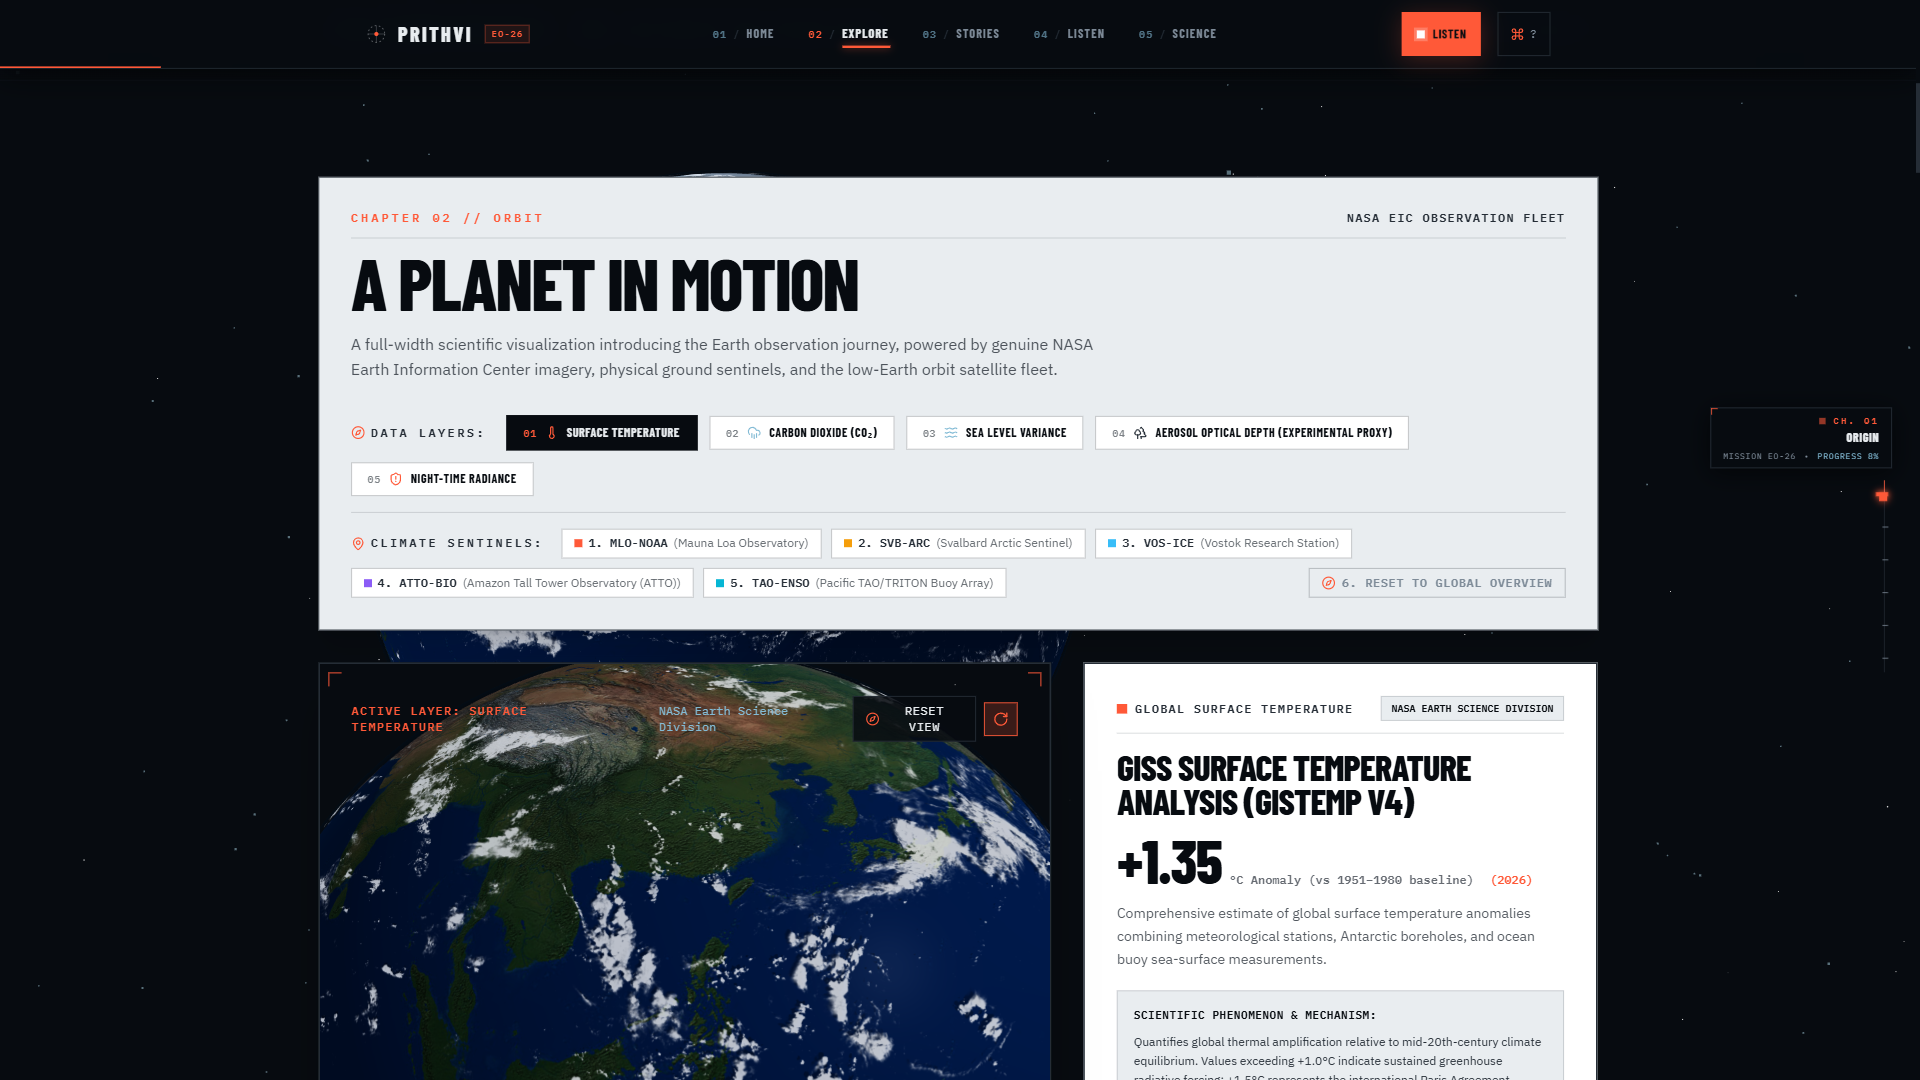 PRITHVI EO-26
01 / HOME 02 / EXPLORE 03 / STORIES 04 / LISTEN 05 / SCIENCE
LISTEN
⌘ ?
CHAPTER 02 // ORBIT
NASA EIC OBSERVATION FLEET
A PLANET IN MOTION
A full-width scientific visualization introducing the Earth observation journey, powered by genuine NASA
Earth Information Center imagery, physical ground sentinels, and the low-Earth orbit satellite fleet.
DATA LAYERS: 01 SURFACE TEMPERATURE 02 CARBON DIOXIDE (CO₂) 03 SEA LEVEL VARIANCE 04 AEROSOL OPTICAL DEPTH (EXPERIMENTAL PROXY)
05 NIGHT-TIME RADIANCE
CLIMATE SENTINELS: 1. MLO-NOAA (Mauna Loa Observatory) 2. SVB-ARC (Svalbard Arctic Sentinel) 3. VOS-ICE (Vostok Research Station)
4. ATTO-BIO (Amazon Tall Tower Observatory (ATTO)) 5. TAO-ENSO (Pacific TAO/TRITON Buoy Array) 6. RESET TO GLOBAL OVERVIEW
CH. 01
ORIGIN
MISSION EO-26 • PROGRESS 8%
ACTIVE LAYER: SURFACE
TEMPERATURE
NASA Earth Science
Division
RESET
VIEW
GLOBAL SURFACE TEMPERATURE
NASA EARTH SCIENCE DIVISION
GISS SURFACE TEMPERATURE
ANALYSIS (GISTEMP V4)
+1.35 °C Anomaly (vs 1951–1980 baseline) (2026)
Comprehensive estimate of global surface temperature anomalies
combining meteorological stations, Antarctic boreholes, and ocean
buoy sea-surface measurements.
SCIENTIFIC PHENOMENON & MECHANISM:
Quantifies global thermal amplification relative to mid-20th-century climate
equilibrium. Values exceeding +1.0°C indicate sustained greenhouse
radiative forcing; +1.5°C represents the international Paris Agreement